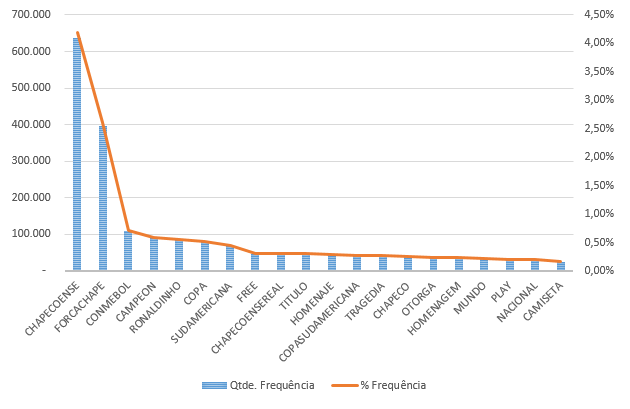 700.000
600.000
500.000
400.000
300.000
200.000
100.000
-
4,50%
4,00%
3,50%
3,00%
2,50%
2,00%
1,50%
1,00%
0,50%
0,00%
CHAPECOENSE
FORCACHAPE
CONMEBOL
CAMPEON
RONALDINHO
COPA
SUDAMERICANA
FREE
CHAPECOENSEREAL
TITULO
HOMENAJE
COPASUDAMERICANA
TRAGEDIA
CHAPECO
OTORGA
HOMENAGEM
MUNDO
PLAY
NACIONAL
CAMISETA
Qtde. Frequência
% Frequência